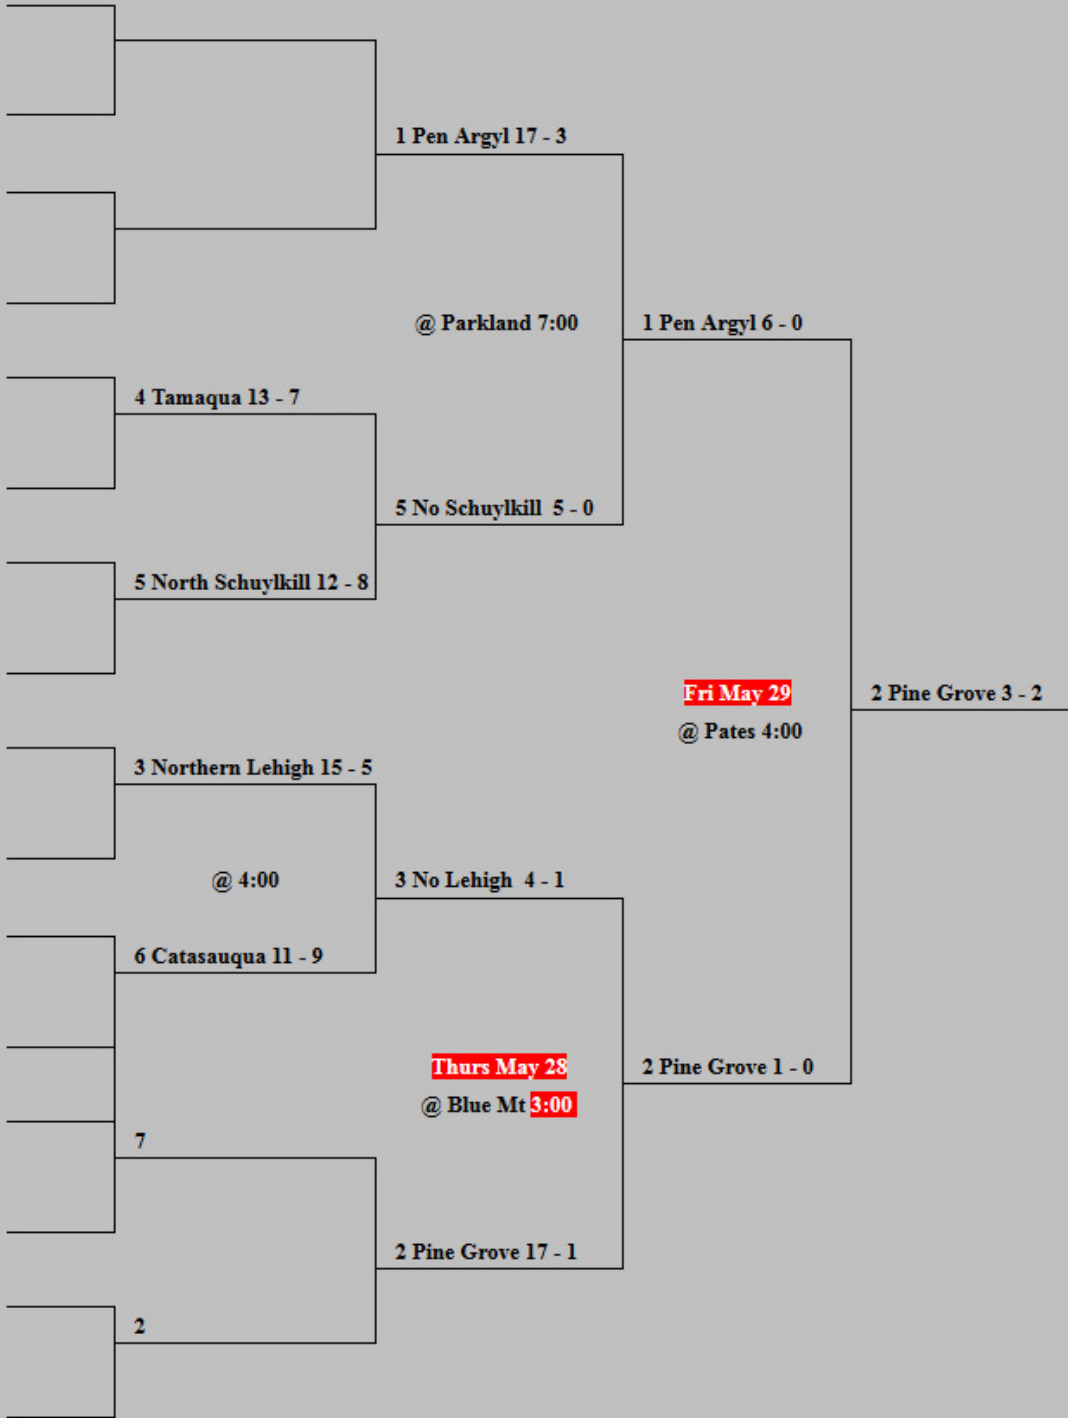 1 Pen Argyl 17 - 3
@ Parkland 7:00
1 Pen Argyl 6 - 0
4 Tamaqua 13 - 7
5 No Schuylkill  5 - 0
5 North Schuylkill 12 - 8
Fri May 29
@ Pates 4:00
2 Pine Grove 3 - 2
3 Northern Lehigh 15 - 5
@ 4:00
3 No Lehigh  4 - 1
6 Catasauqua 11 - 9
Thurs May 28
@ Blue Mt 3:00
2 Pine Grove 1 - 0
7
2 Pine Grove 17 - 1
2